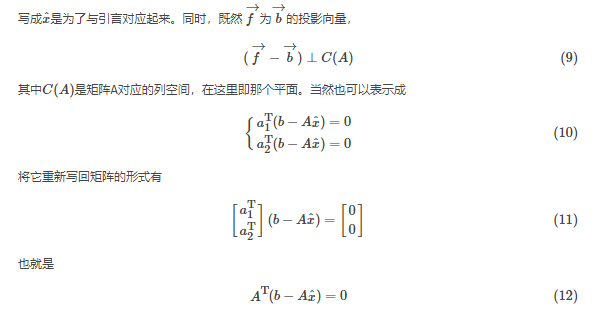 写成$\hat{x}$是为了与引言对应起来。同时，既然 $\overrightarrow{f}$ 为 $\overrightarrow{b}$ 的投影向量，
$(\overrightarrow{f} - \overrightarrow{b}) \perp C(A)$ (9)
其中$C(A)$是矩阵A对应的列空间，在这里即那个平面。当然也可以表示成
$\begin{cases} a_1^{\mathrm{T}}(b - A\hat{x}) = 0 \\ a_2^{\mathrm{T}}(b - A\hat{x}) = 0 \end{cases}$ (10)
将它重新写回矩阵的形式有
$\begin{bmatrix} a_1^{\mathrm{T}} \\ a_2^{\mathrm{T}} \end{bmatrix} (b - A\hat{x}) = \begin{bmatrix} 0 \\ 0 \end{bmatrix}$ (11)
也就是
$A^{\mathrm{T}}(b - A\hat{x}) = 0$ (12)